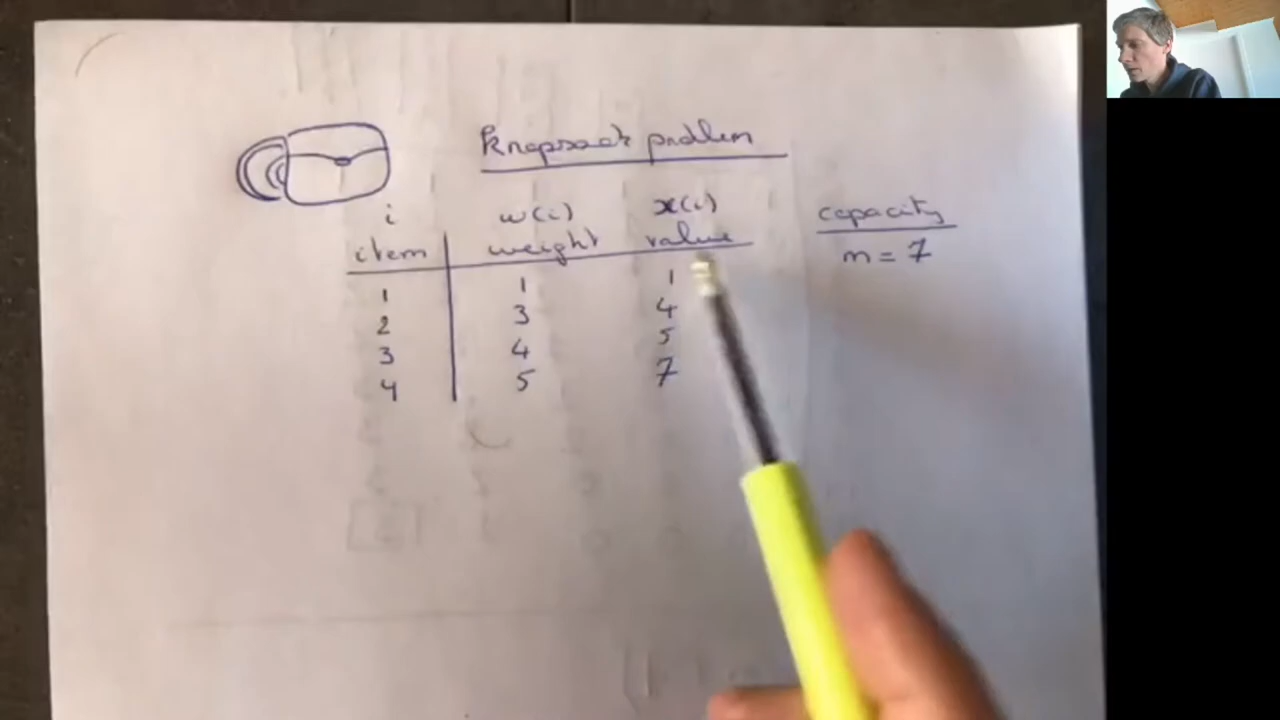 Knapsack problem
i w(i) x(i) capacity
item weight value m = 7
1 1 1
2 3 4
3 4 5
4 5 7